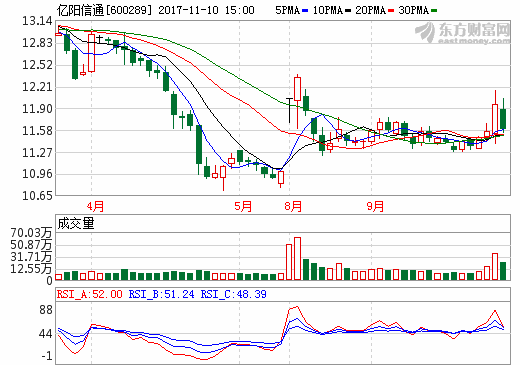 亿阳信通[600289] 2017-11-10 15:00 5PMA 10PMA 20PMA 30PMA
东方财富网
eastmoney.com
13.14
12.83
12.52
12.21
11.90
11.58
11.27
10.96
10.65
4月 5月 8月 9月
成交量
70.03万
50.87万
31.71万
12.55万
0
RSI_A:52.00 RSI_B:51.24 RSI_C:48.39
88
44
-1